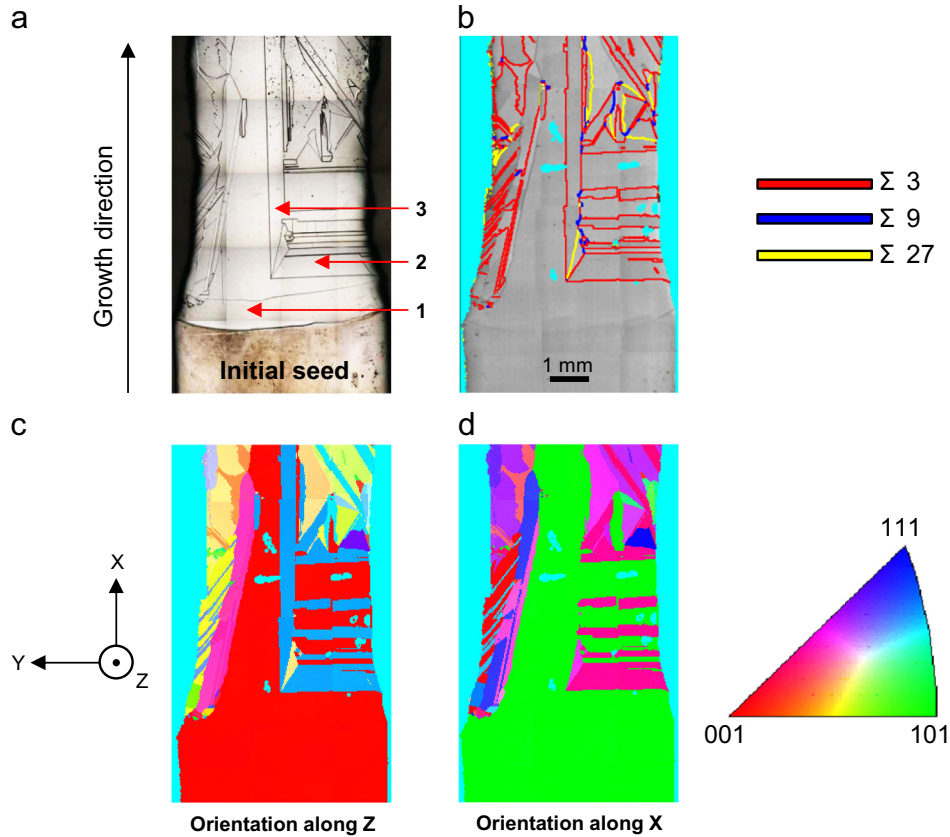 a
b
Growth direction
3
2
1
Initial seed
1 mm
Σ 3
Σ 9
Σ 27
c
d
X
Y
Z
111
001
101
Orientation along Z
Orientation along X